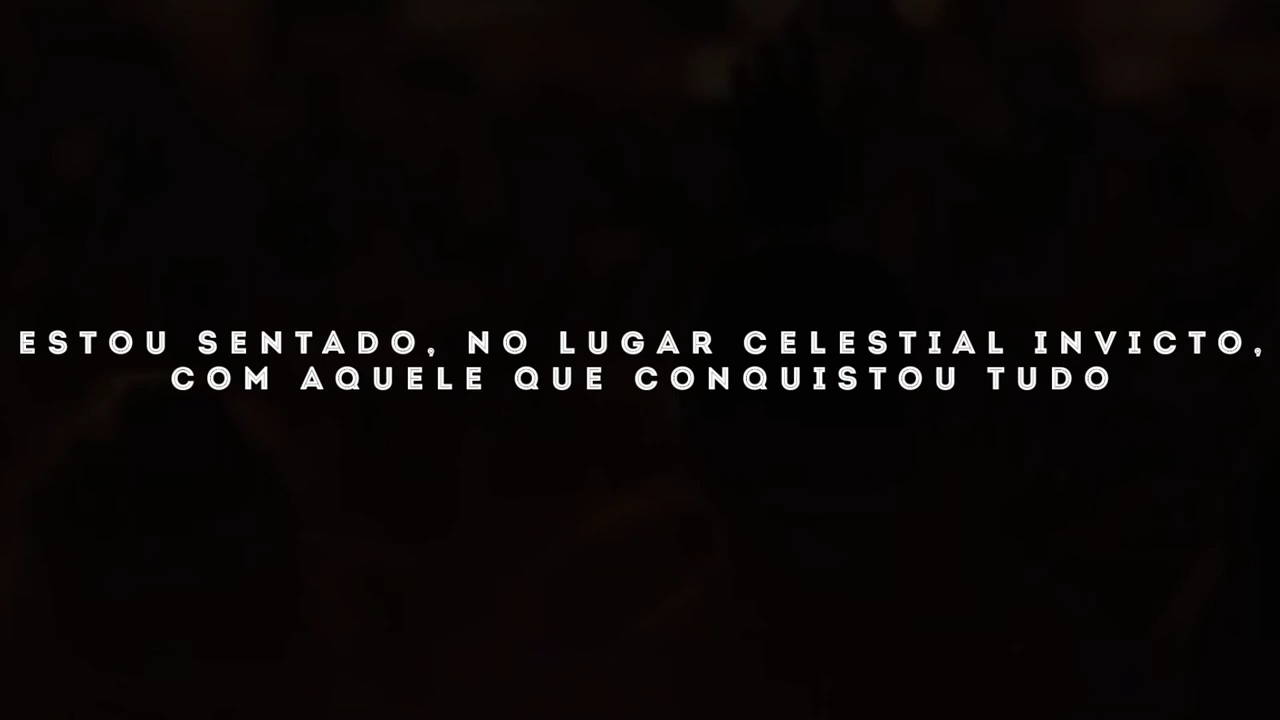 ESTOU SENTADO, NO LUGAR CELESTIAL INVICTO,
COM AQUELE QUE CONQUISTOU TUDO